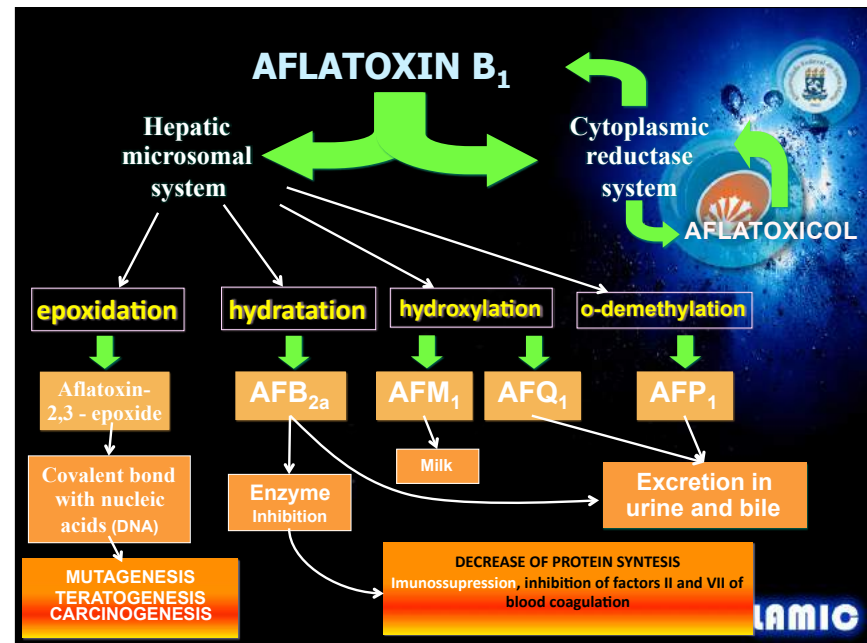 AFLATOXIN B1
Hepatic
microsomal
system
Cytoplasmic
reductase
system
AFLATOXICOL
epoxidation
hydratation
hydroxylation
o-demethylation
Aflatoxin-
2,3 - epoxide
AFB2a
AFM1
AFQ1
AFP1
Covalent bond
with nucleic
acids (DNA)
Enzyme
Inhibition
Milk
Excretion in
urine and bile
MUTAGENESIS
TERATOGENESIS
CARCINOGENESIS
DECREASE OF PROTEIN SYNTESIS
Imunossupression, inhibition of factors II and VII of
blood coagulation
LAMIC